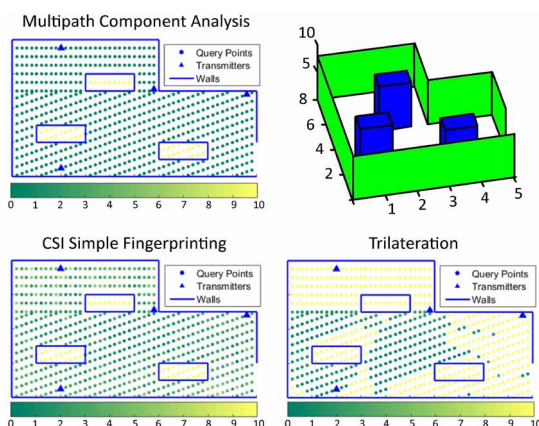 Multipath Component Analysis
Query Points
Transmitters
Walls
0 1 2 3 4 5 6 7 8 9 10
10
5
8
6
4
2
1 2 3 4 5
CSI Simple Fingerprinting
Query Points
Transmitters
Walls
0 1 2 3 4 5 6 7 8 9 10
Trilateration
Query Points
Transmitters
Walls
0 1 2 3 4 5 6 7 8 9 10